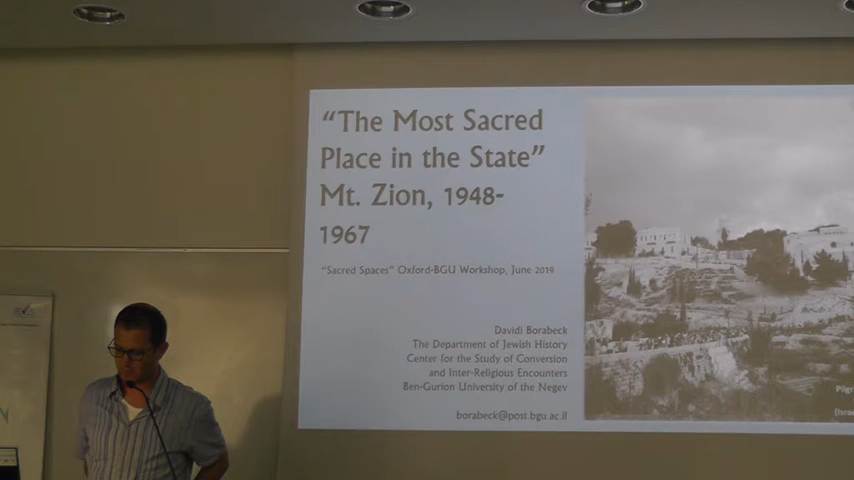 “The Most Sacred
Place in the State”
Mt. Zion, 1948-
1967
“Sacred Spaces” Oxford-BGU Workshop, June 2019
Davidi Borabeck
The Department of Jewish History
Center for the Study of Conversion
and Inter-Religious Encounters
Ben-Gurion University of the Negev
borabeck@post.bgu.ac.il
Pilgr
(Israe
N